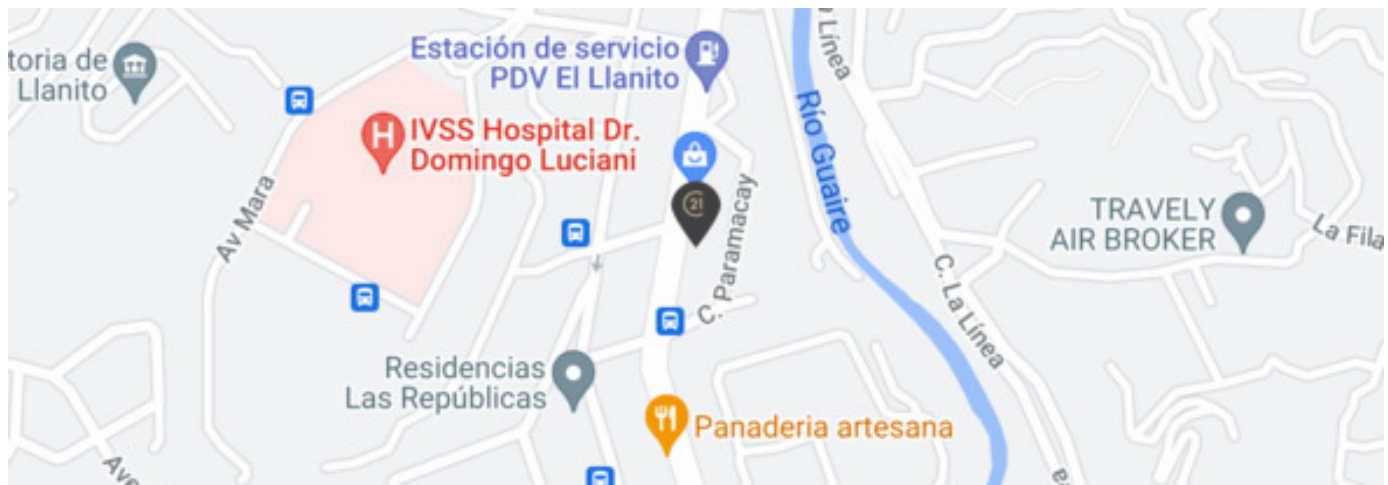 toria de
Llanito
Estación de servicio
PDV El Llanito
H
IVSS Hospital Dr.
Domingo Luciani
Av Mara
21
C. Paramacay
Río Guaire
Línea
C. La Línea
TRAVELY
AIR BROKER
La Fila
Residencias
Las Repúblicas
Panaderia artesana
Ave